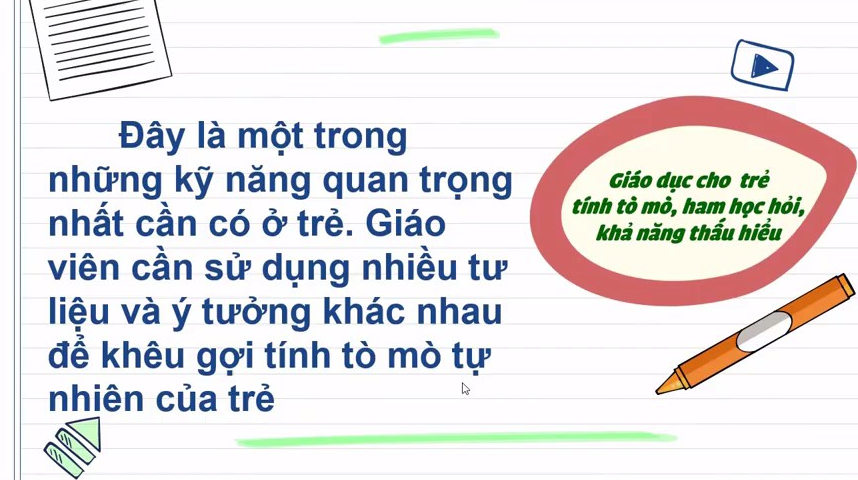 Đây là một trong
những kỹ năng quan trọng
nhất cần có ở trẻ. Giáo
viên cần sử dụng nhiều tư
liệu và ý tưởng khác nhau
để khêu gợi tính tò mò tự
nhiên của trẻ
Giáo dục cho trẻ
tính tò mò, ham học hỏi,
khả năng thấu hiểu